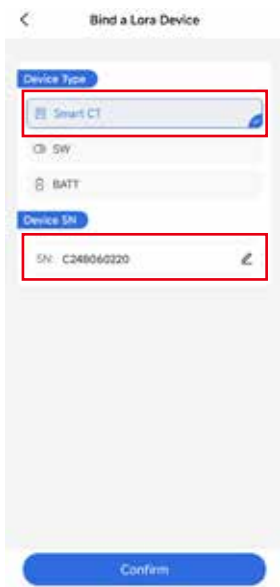 Bind a Lora Device
Device Type
Smart CT
SW
BATT
Device SN
SN: C248060220
Confirm